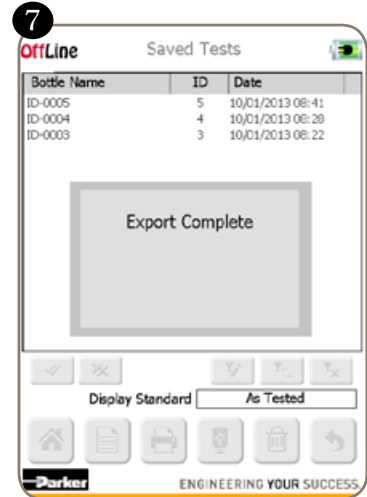 7
OffLine Saved Tests
Bottle Name ID Date
ID-0005 5 10/01/2013 08:41
ID-0004 4 10/01/2013 08:28
ID-0003 3 10/01/2013 08:22
Export Complete
Display Standard As Tested
Parker ENGINEERING YOUR SUCCESS.